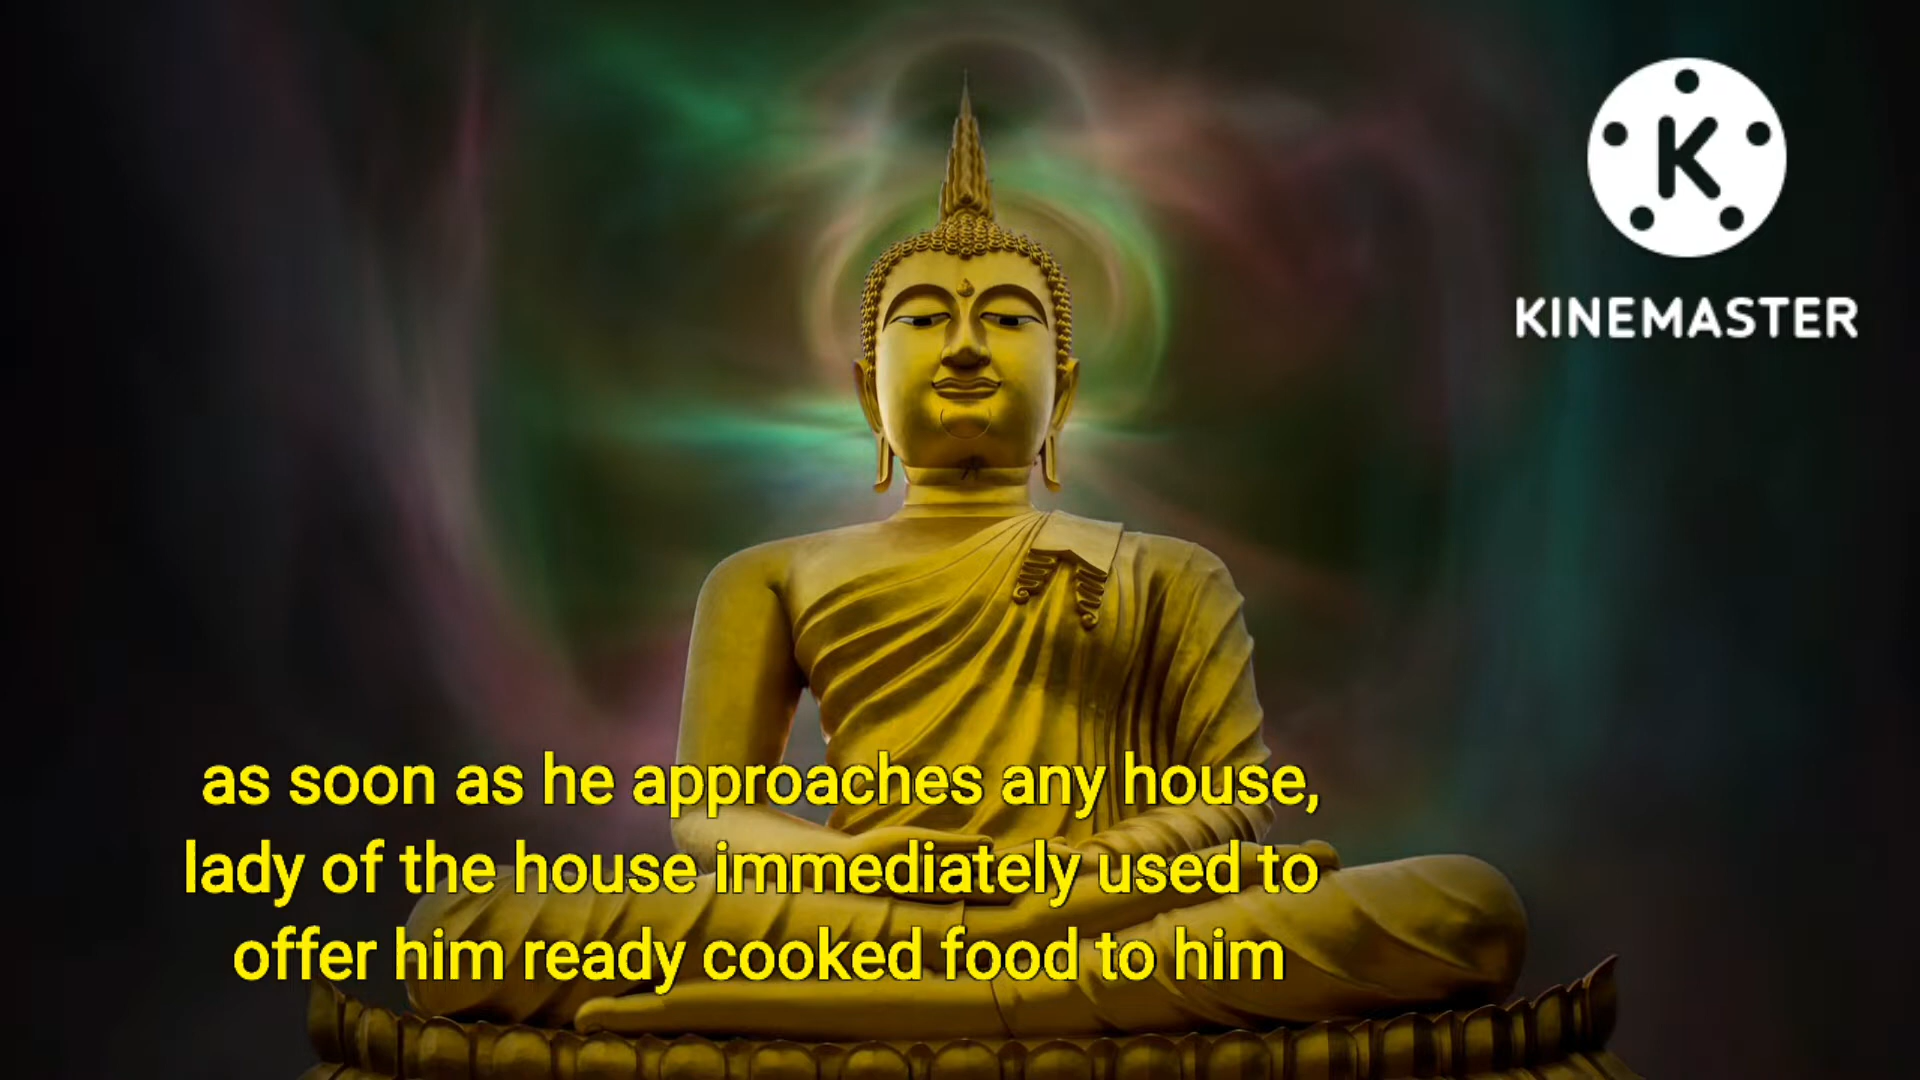 K
KINEMASTER
as soon as he approaches any house,
lady of the house immediately used to
offer him ready cooked food to him